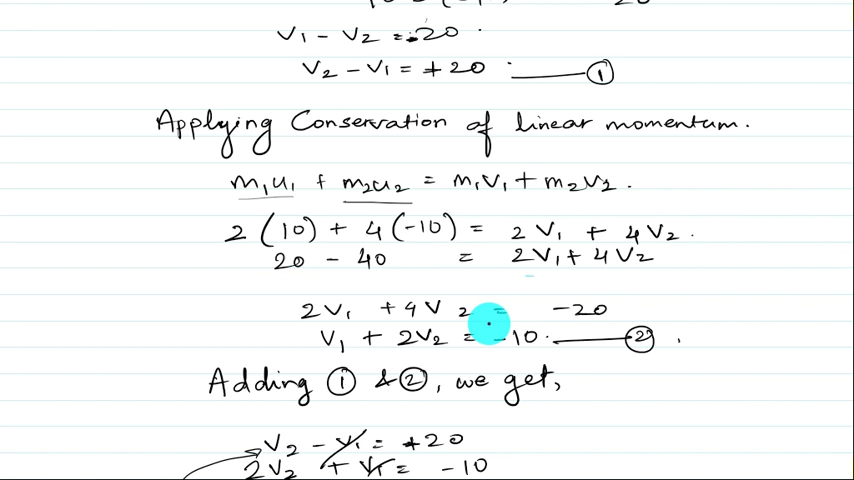 V1 - V2 = -20
V2 - V1 = +20 ①
Applying Conservation of linear momentum.
m1u1 + m2u2 = m1V1 + m2V2.
2 (10) + 4 (-10) = 2V1 + 4V2.
20 - 40 = 2V1 + 4V2
2V1 + 4V2 = -20
V1 + 2V2 = -10. ②
Adding ① & ②, we get,
V2 - V1 = +20
2V2 + V1 = -10